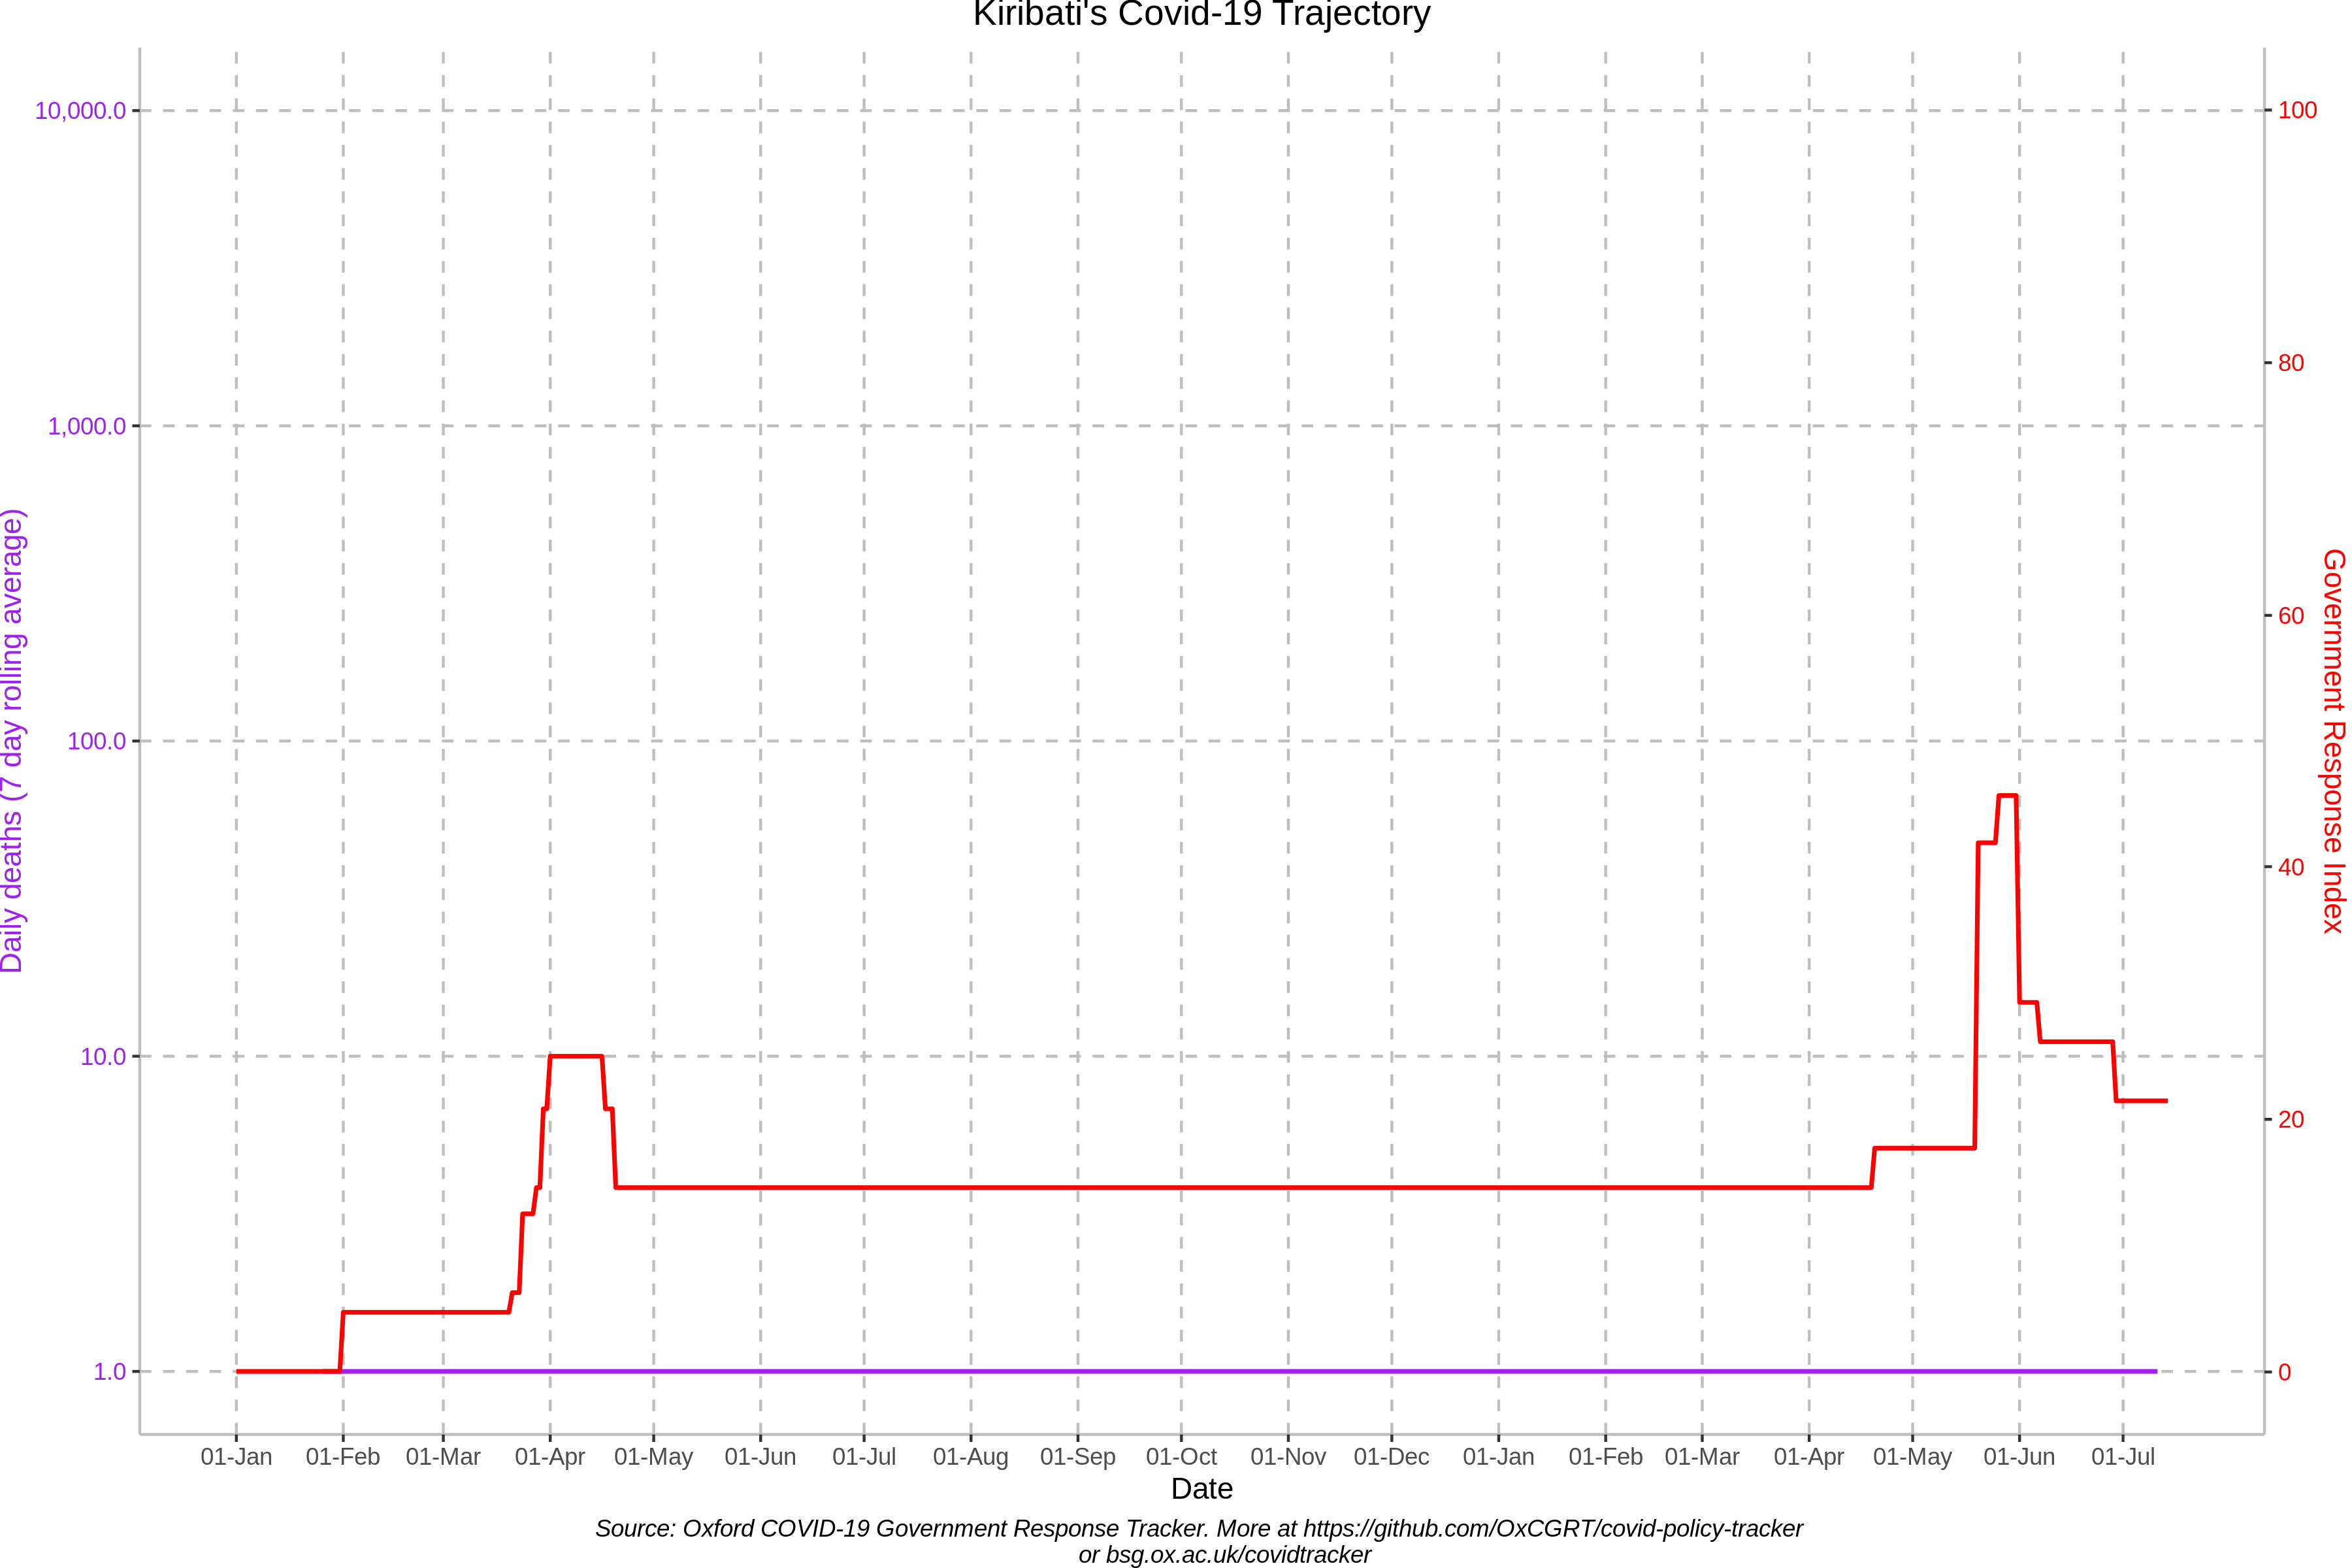 Kiribati's Covid-19 Trajectory
Daily deaths (7 day rolling average)
10,000.0
1,000.0
100.0
10.0
1.0
100
80
60
40
20
0
Government Response Index
01-Jan 01-Feb 01-Mar 01-Apr 01-May 01-Jun 01-Jul 01-Aug 01-Sep 01-Oct 01-Nov 01-Dec 01-Jan 01-Feb 01-Mar 01-Apr 01-May 01-Jun 01-Jul
Date
Source: Oxford COVID-19 Government Response Tracker. More at https://github.com/OxCGRT/covid-policy-tracker
or bsg.ox.ac.uk/covidtracker